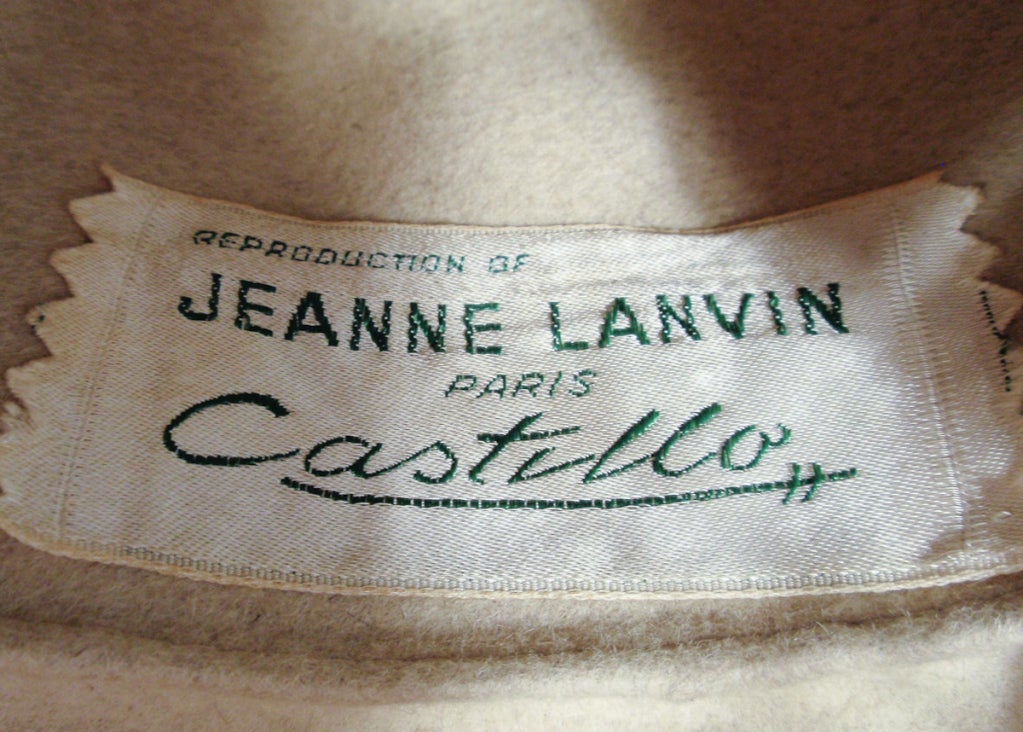 REPRODUCTION OF
JEANNE LANVIN
PARIS
Castillo